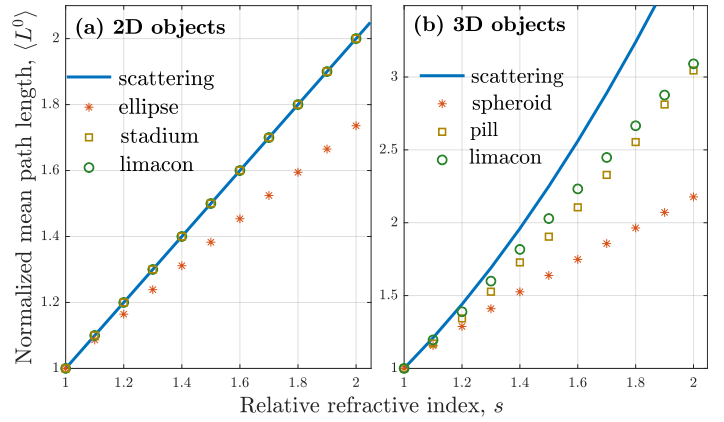 (a) 2D objects
scattering
ellipse
stadium
limacon
Normalized mean path length, ⟨L⁰⟩
2
1.8
1.6
1.4
1.2
1
1
1.2
1.4
1.6
1.8
2
(b) 3D objects
scattering
spheroid
pill
limacon
3
2.5
2
1.5
1
1
1.2
1.4
1.6
1.8
2
Relative refractive index, s